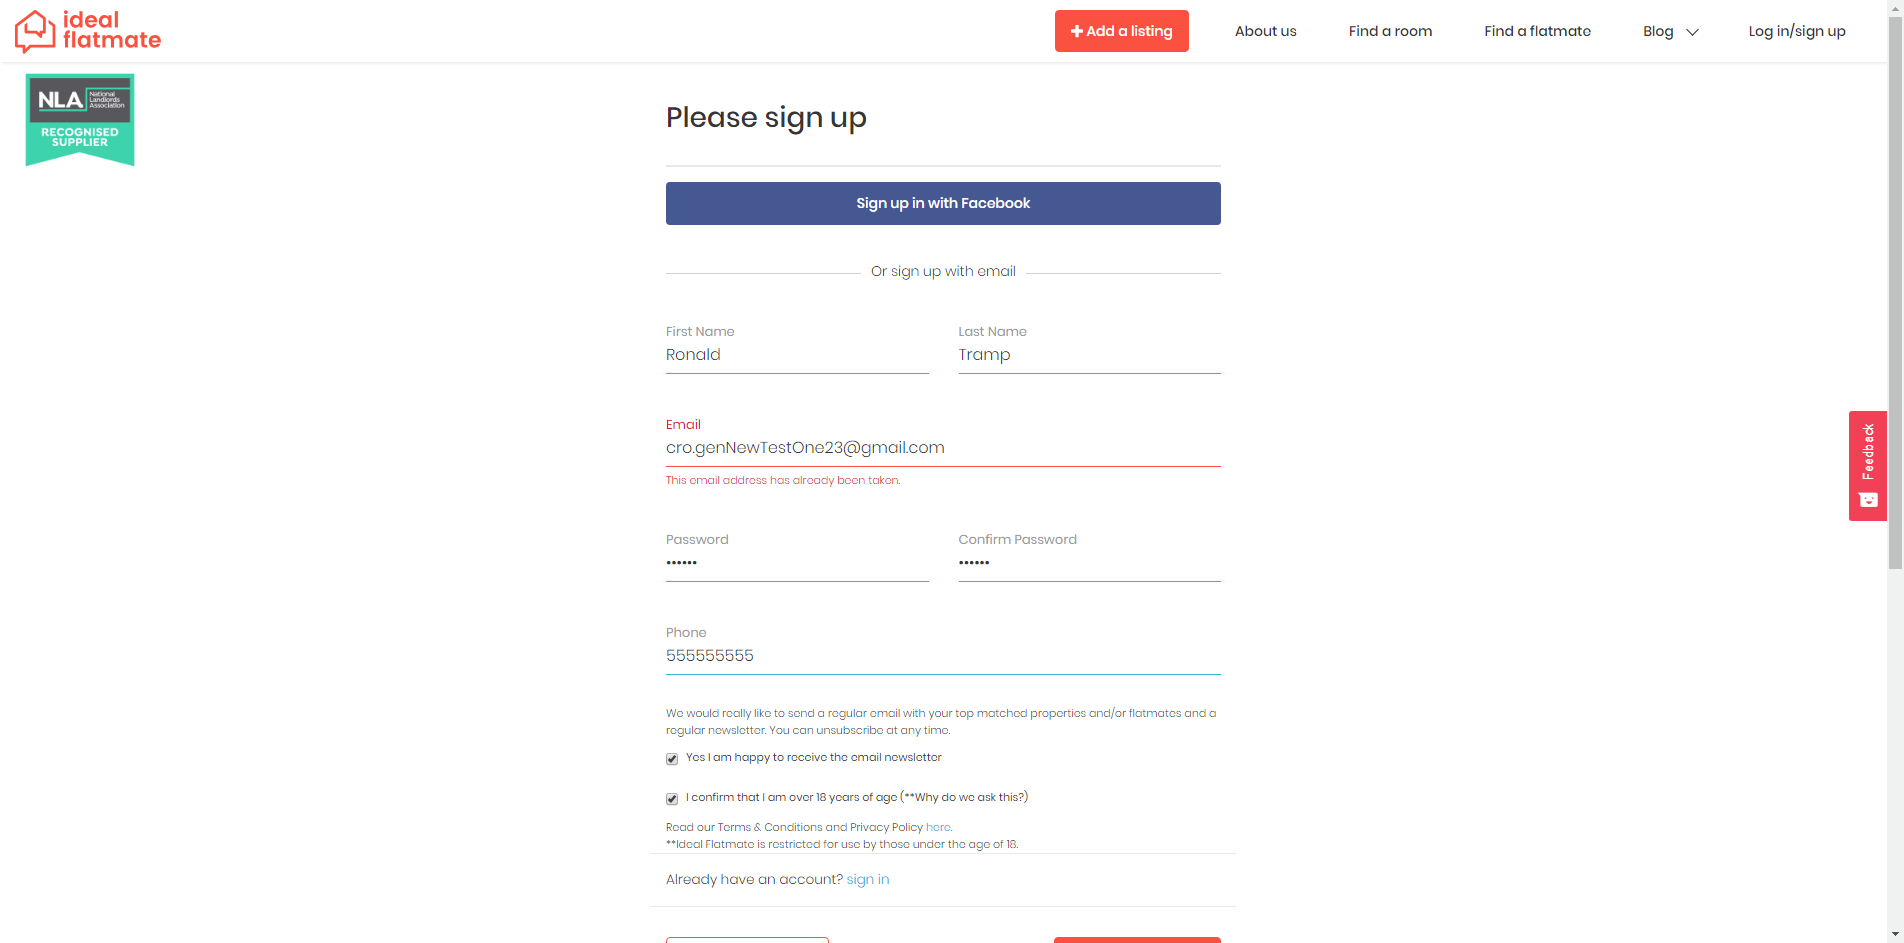 ideal
flatmate
Add a listing
About us
Find a room
Find a flatmate
Blog
Log in/sign up
NLA National
Landlords
Association
RECOGNISED
SUPPLIER
Please sign up
Sign up in with Facebook
Or sign up with email
First Name
Last Name
Ronald
Tramp
Email
cro.genNewTestOne23@gmail.com
This email address has already been taken.
Password
Confirm Password
••••••
••••••
Phone
555555555
We would really like to send a regular email with your top matched properties and/or flatmates and a
regular newsletter. You can unsubscribe at any time.
Yes I am happy to receive the email newsletter
I confirm that I am over 18 years of age (**Why do we ask this?)
Read our Terms & Conditions and Privacy Policy here.
**Ideal Flatmate is restricted for use by those under the age of 18.
Already have an account? sign in
Feedback